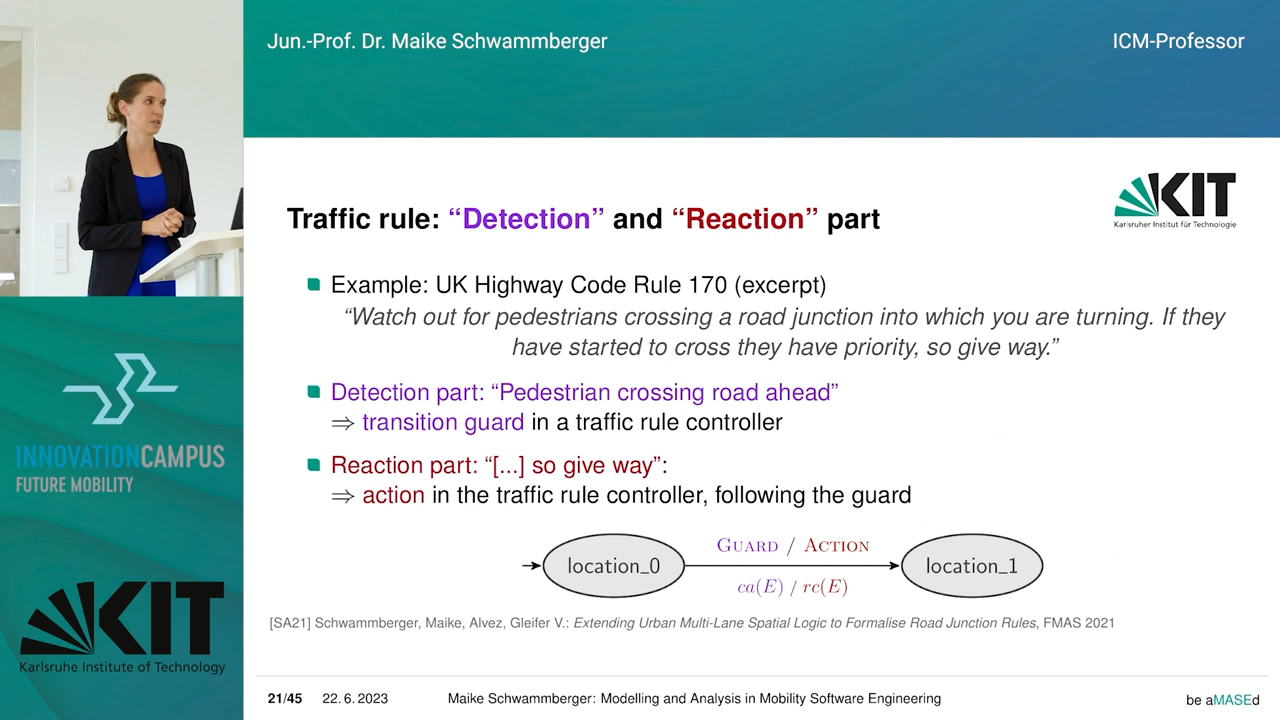 Jun.-Prof. Dr. Maike Schwammberger
ICM-Professor
KIT
Karlsruher Institut für Technologie
Traffic rule: “Detection” and “Reaction” part
Example: UK Highway Code Rule 170 (excerpt)
“Watch out for pedestrians crossing a road junction into which you are turning. If they
have started to cross they have priority, so give way.”
Detection part: “Pedestrian crossing road ahead”
⇒ transition guard in a traffic rule controller
Reaction part: “[...] so give way”:
⇒ action in the traffic rule controller, following the guard
location_0
GUARD / ACTION
ca(E) / rc(E)
location_1
[SA21] Schwammberger, Maike, Alvez, Gleifer V.: Extending Urban Multi-Lane Spatial Logic to Formalise Road Junction Rules, FMAS 2021
21/45 22. 6. 2023 Maike Schwammberger: Modelling and Analysis in Mobility Software Engineering be aMASEd
INNOVATIONCAMPUS
FUTURE MOBILITY
KIT
Karlsruhe Institute of Technology